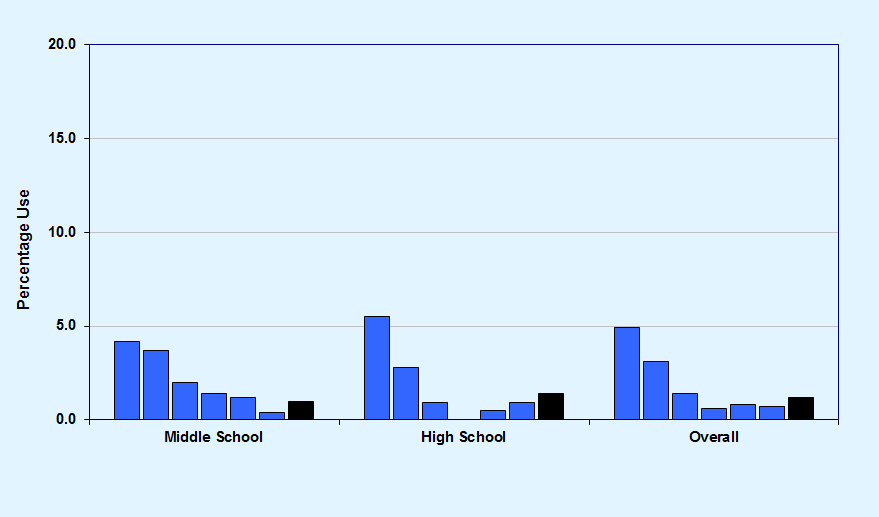 20.0
15.0
10.0
5.0
0.0
Percentage Use
Middle School
High School
Overall